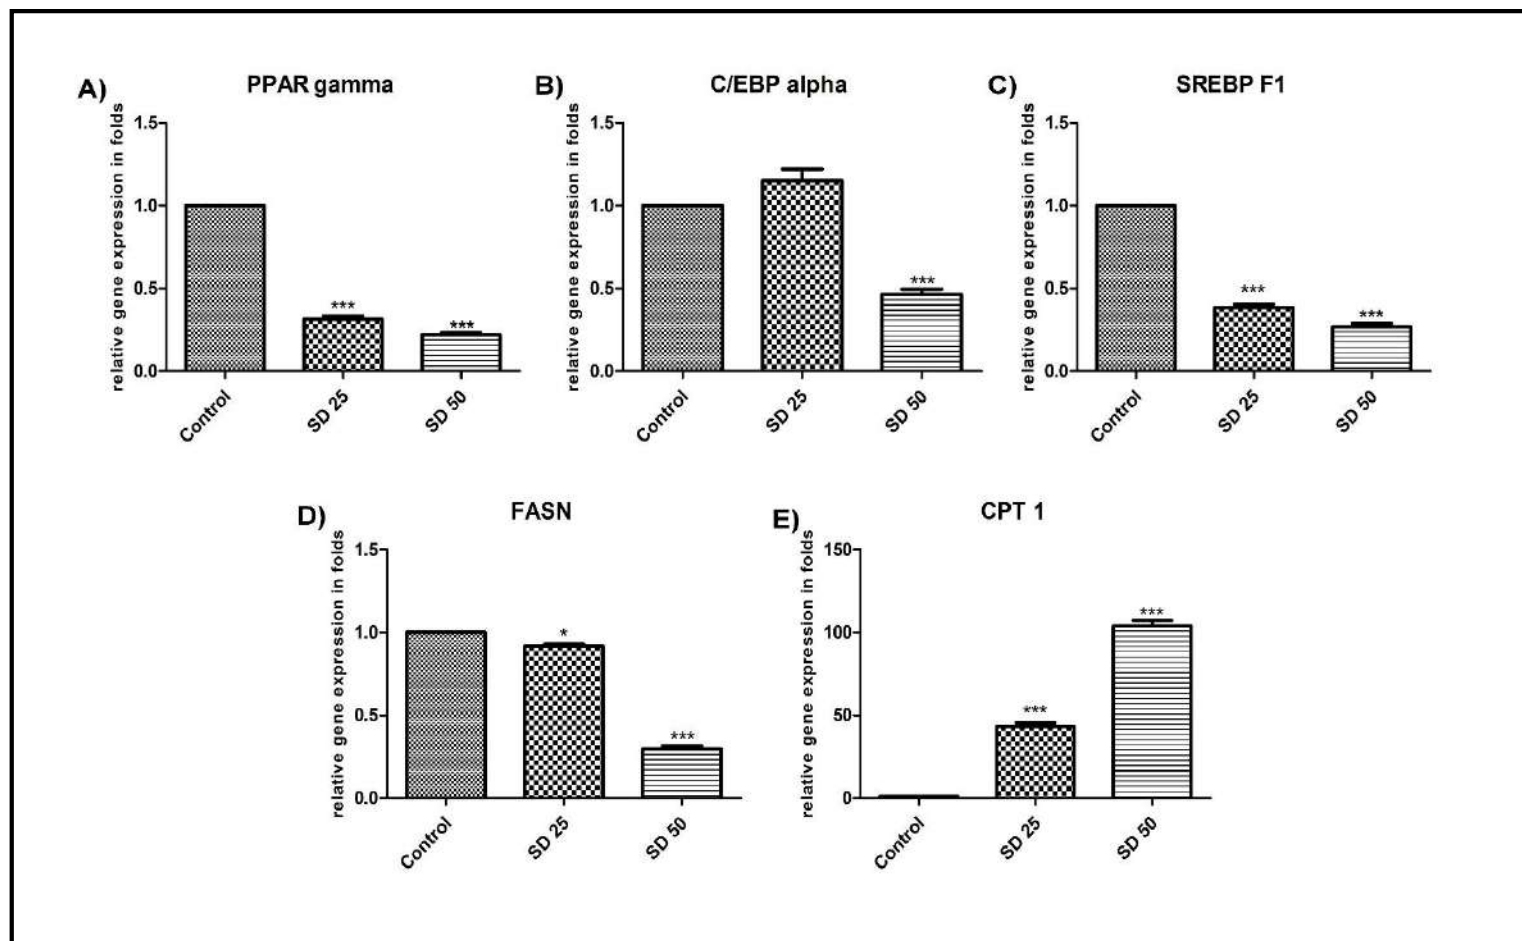 A) PPAR gamma
relative gene expression in folds
1.5
1.0
0.5
0.0
***
***
Control
SD 25
SD 50
B) C/EBP alpha
relative gene expression in folds
1.5
1.0
0.5
0.0
***
Control
SD 25
SD 50
C) SREBP F1
relative gene expression in folds
1.5
1.0
0.5
0.0
***
***
Control
SD 25
SD 50
D) FASN
relative gene expression in folds
1.5
1.0
0.5
0.0
*
***
Control
SD 25
SD 50
E) CPT 1
relative gene expression in folds
150
100
50
0
***
***
Control
SD 25
SD 50